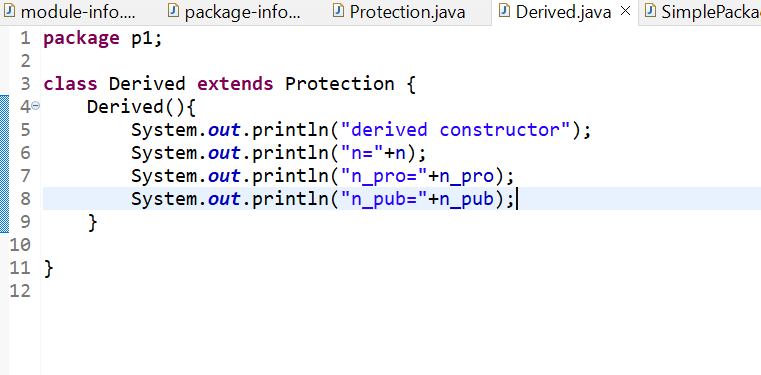 module-info.... package-info... Protection.java Derived.java SimplePacka
1 package p1;
2
3 class Derived extends Protection {
4 Derived(){
5 System.out.println("derived constructor");
6 System.out.println("n="+n);
7 System.out.println("n_pro="+n_pro);
8 System.out.println("n_pub="+n_pub);
9 }
10
11 }
12